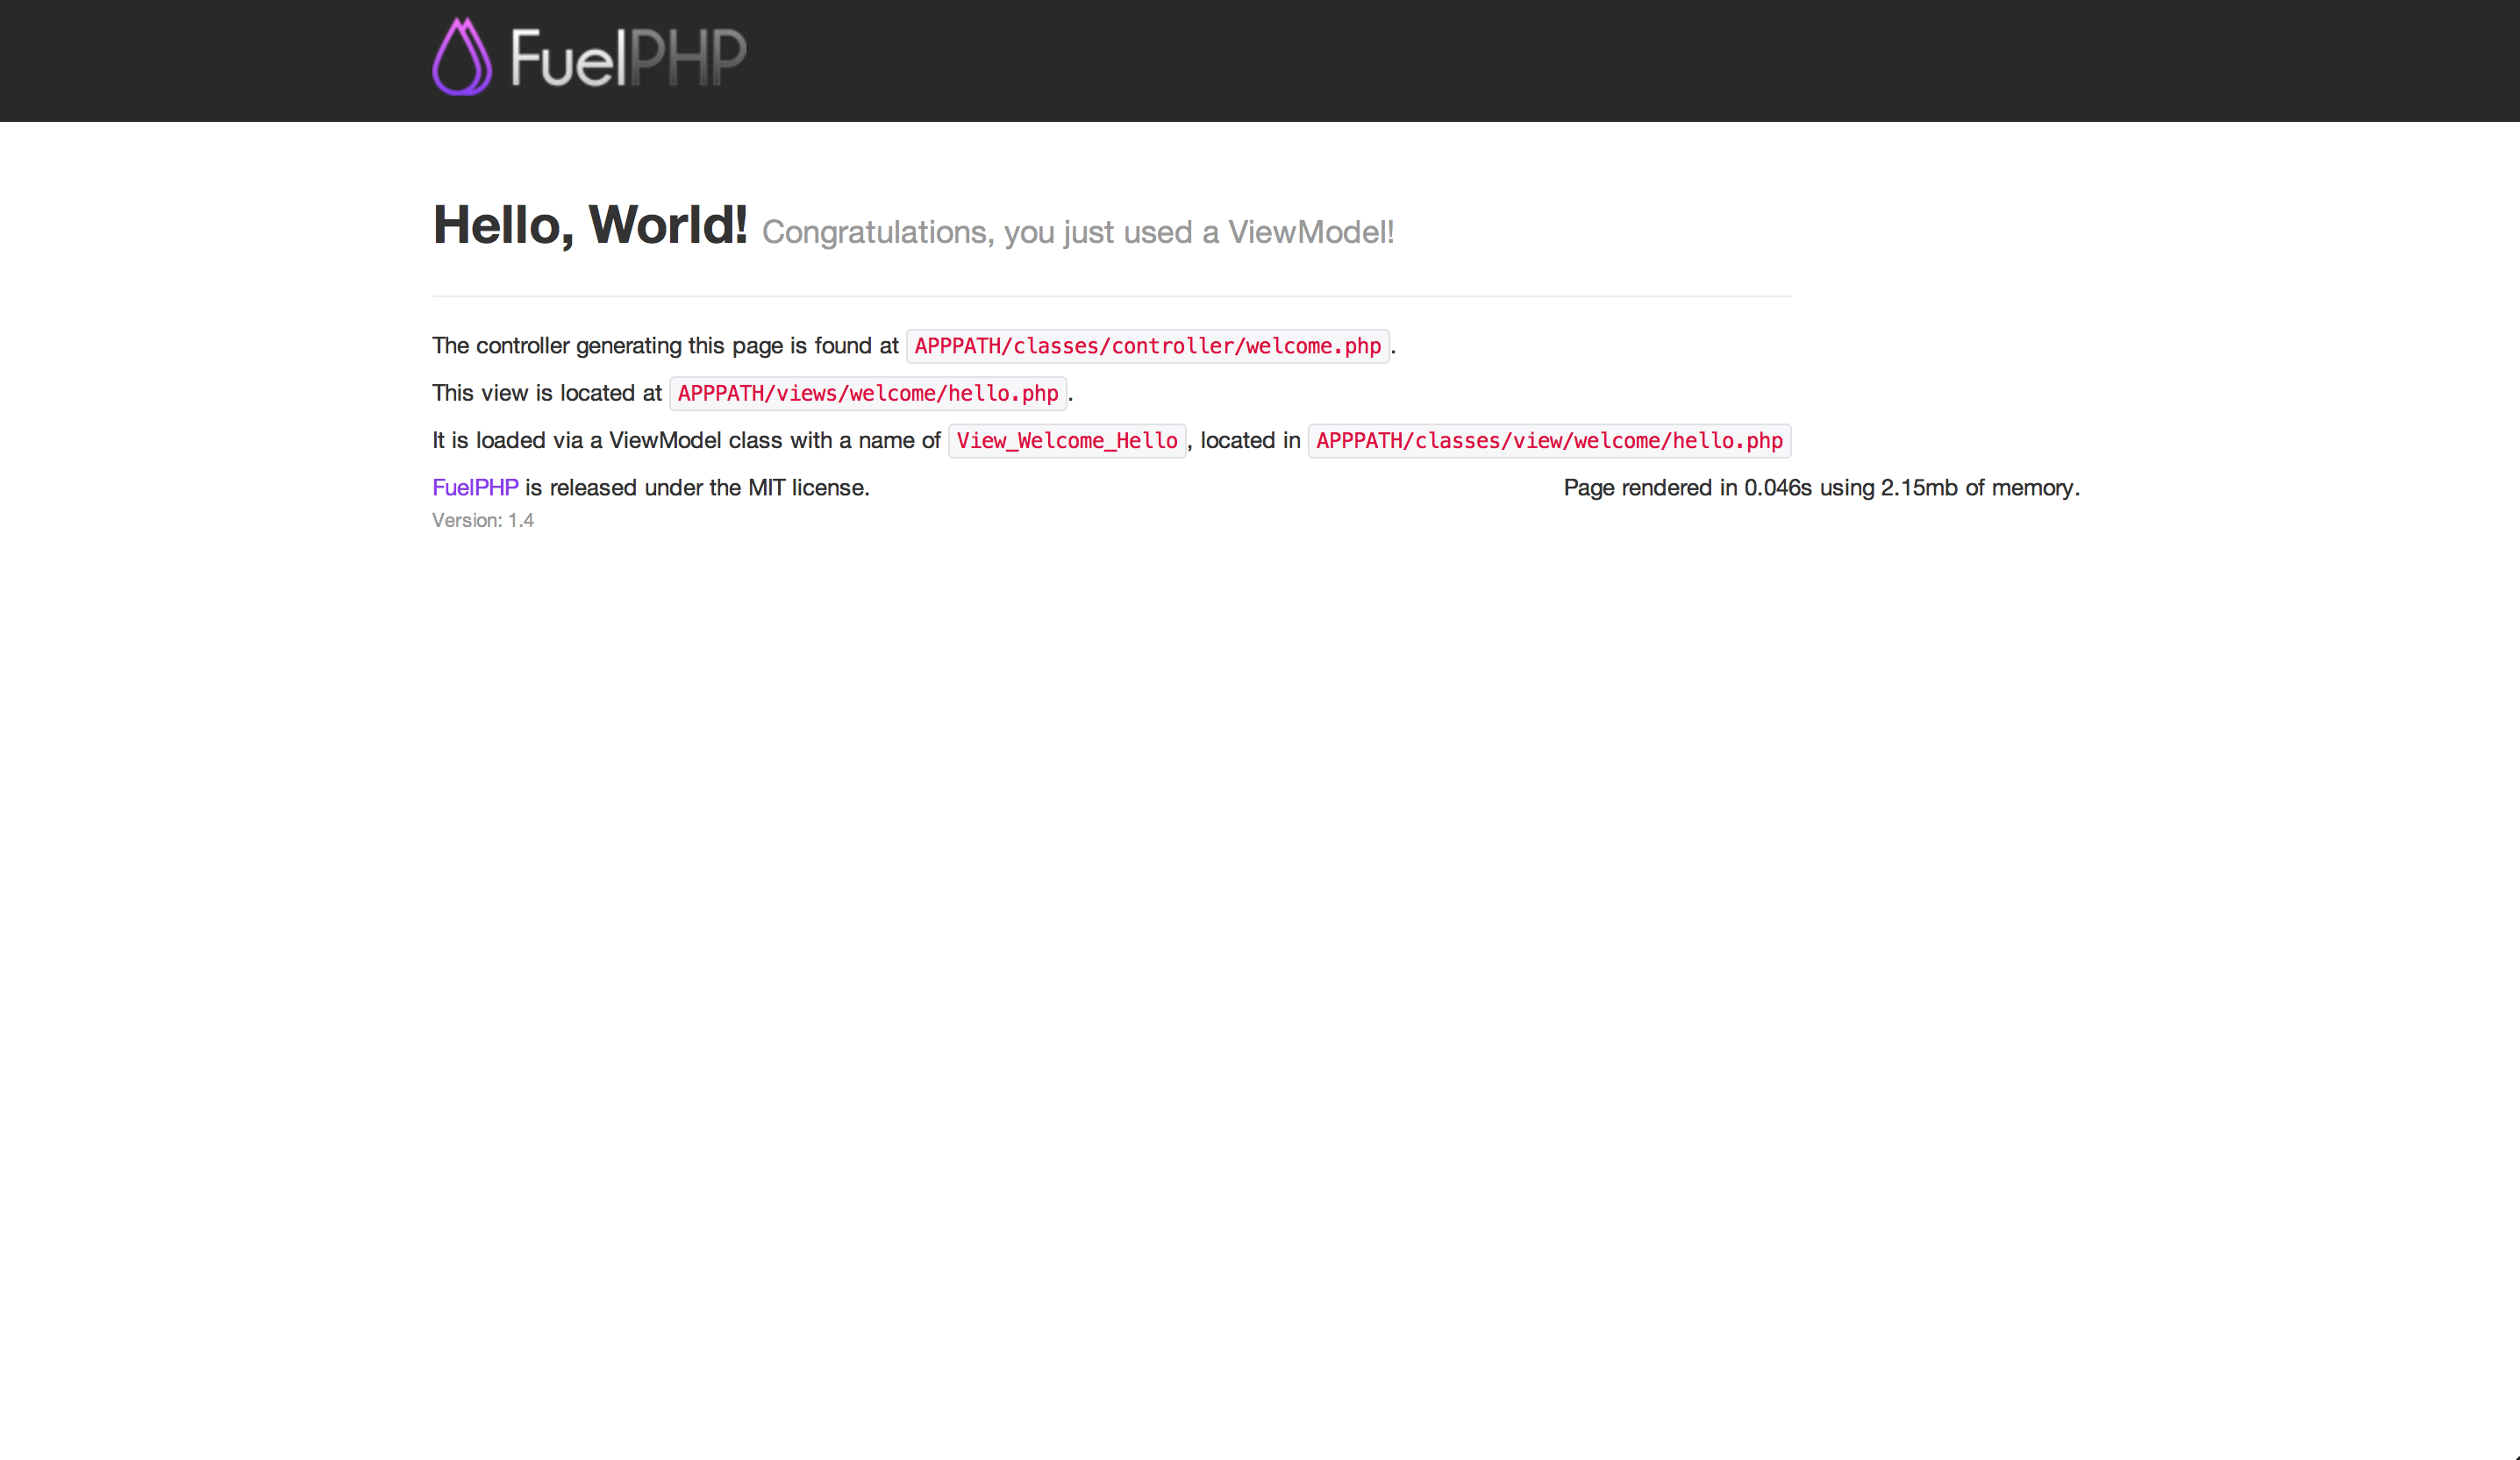 FuelPHP
Hello, World! Congratulations, you just used a ViewModel!
The controller generating this page is found at APPPATH/classes/controller/welcome.php.
This view is located at APPPATH/views/welcome/hello.php.
It is loaded via a ViewModel class with a name of View_Welcome_Hello, located in APPPATH/classes/view/welcome/hello.php
FuelPHP is released under the MIT license. Page rendered in 0.046s using 2.15mb of memory.
Version: 1.4